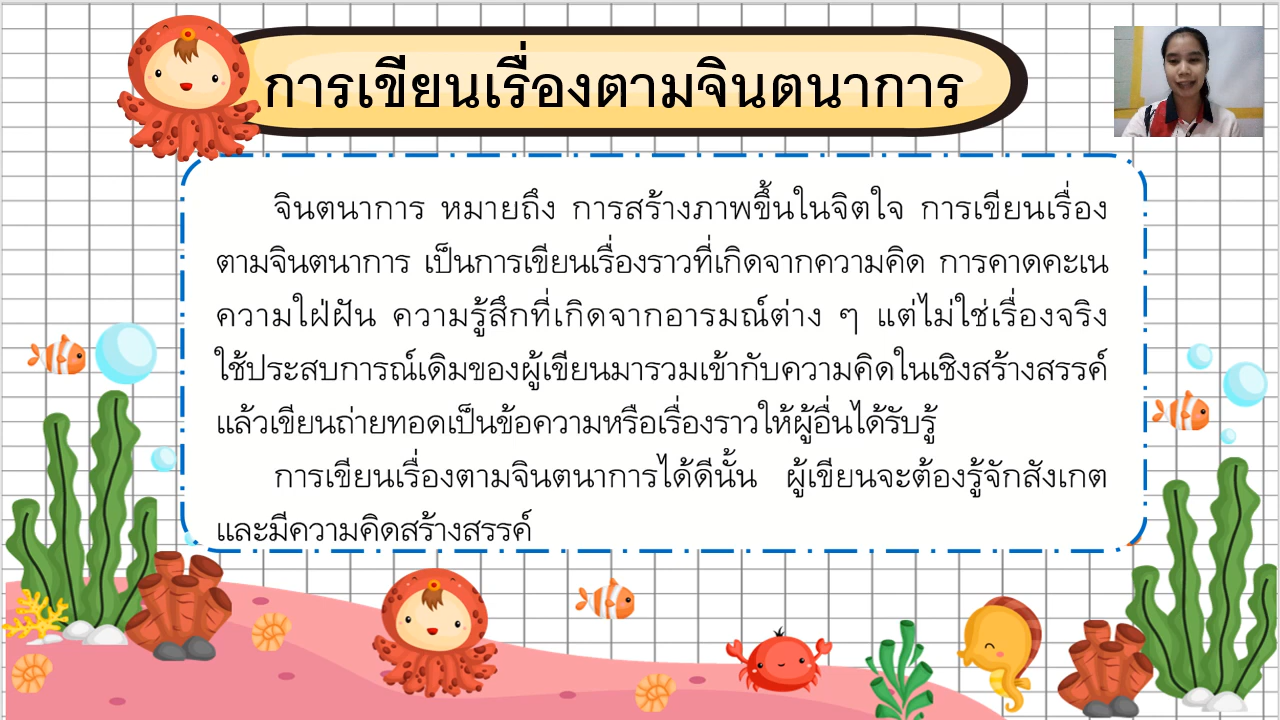 การเขียนเรื่องตามจินตนาการ
จินตนาการ หมายถึง การสร้างภาพขึ้นในจิตใจ การเขียนเรื่อง
ตามจินตนาการ เป็นการเขียนเรื่องราวที่เกิดจากความคิด การคาดคะเน
ความใฝ่ฝัน ความรู้สึกที่เกิดจากอารมณ์ต่าง ๆ แต่ไม่ใช่เรื่องจริง
ใช้ประสบการณ์เดิมของผู้เขียนมารวมเข้ากับความคิดในเชิงสร้างสรรค์
แล้วเขียนถ่ายทอดเป็นข้อความหรือเรื่องราวให้ผู้อื่นได้รับรู้
การเขียนเรื่องตามจินตนาการได้ดีนั้น ผู้เขียนจะต้องรู้จักสังเกต
และมีความคิดสร้างสรรค์